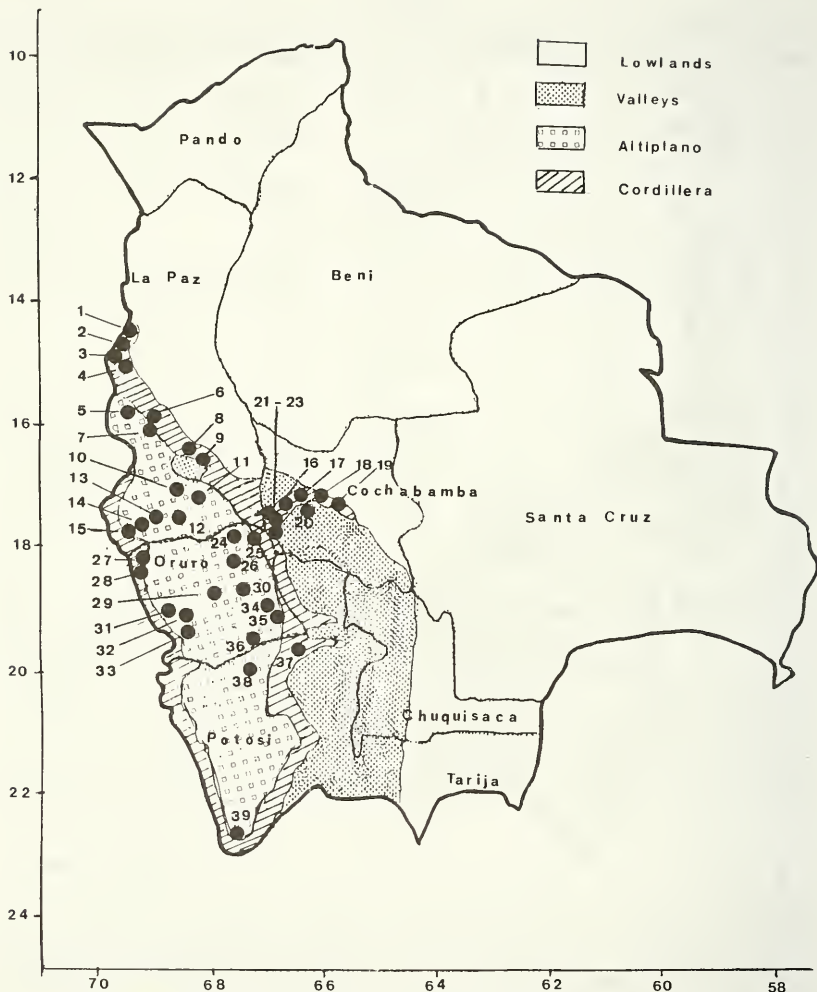 10
Lowlands
Valleys
Pando
Altiplano
12
Cordillera
La Paz
Beni
14
1
2
3
4
21 - 23
6
16
5
8
16 17
7
9
18
10
11
19
13
Cochabamba
14
20
Santa Cruz
15
12
18
24
25
27
Oruro
26
28
29
30
34
31
35
32
36
33
37
20
38
Chuquisaca
Potosi
Tarija
22
39
24
70 68 66 64 62 60 58